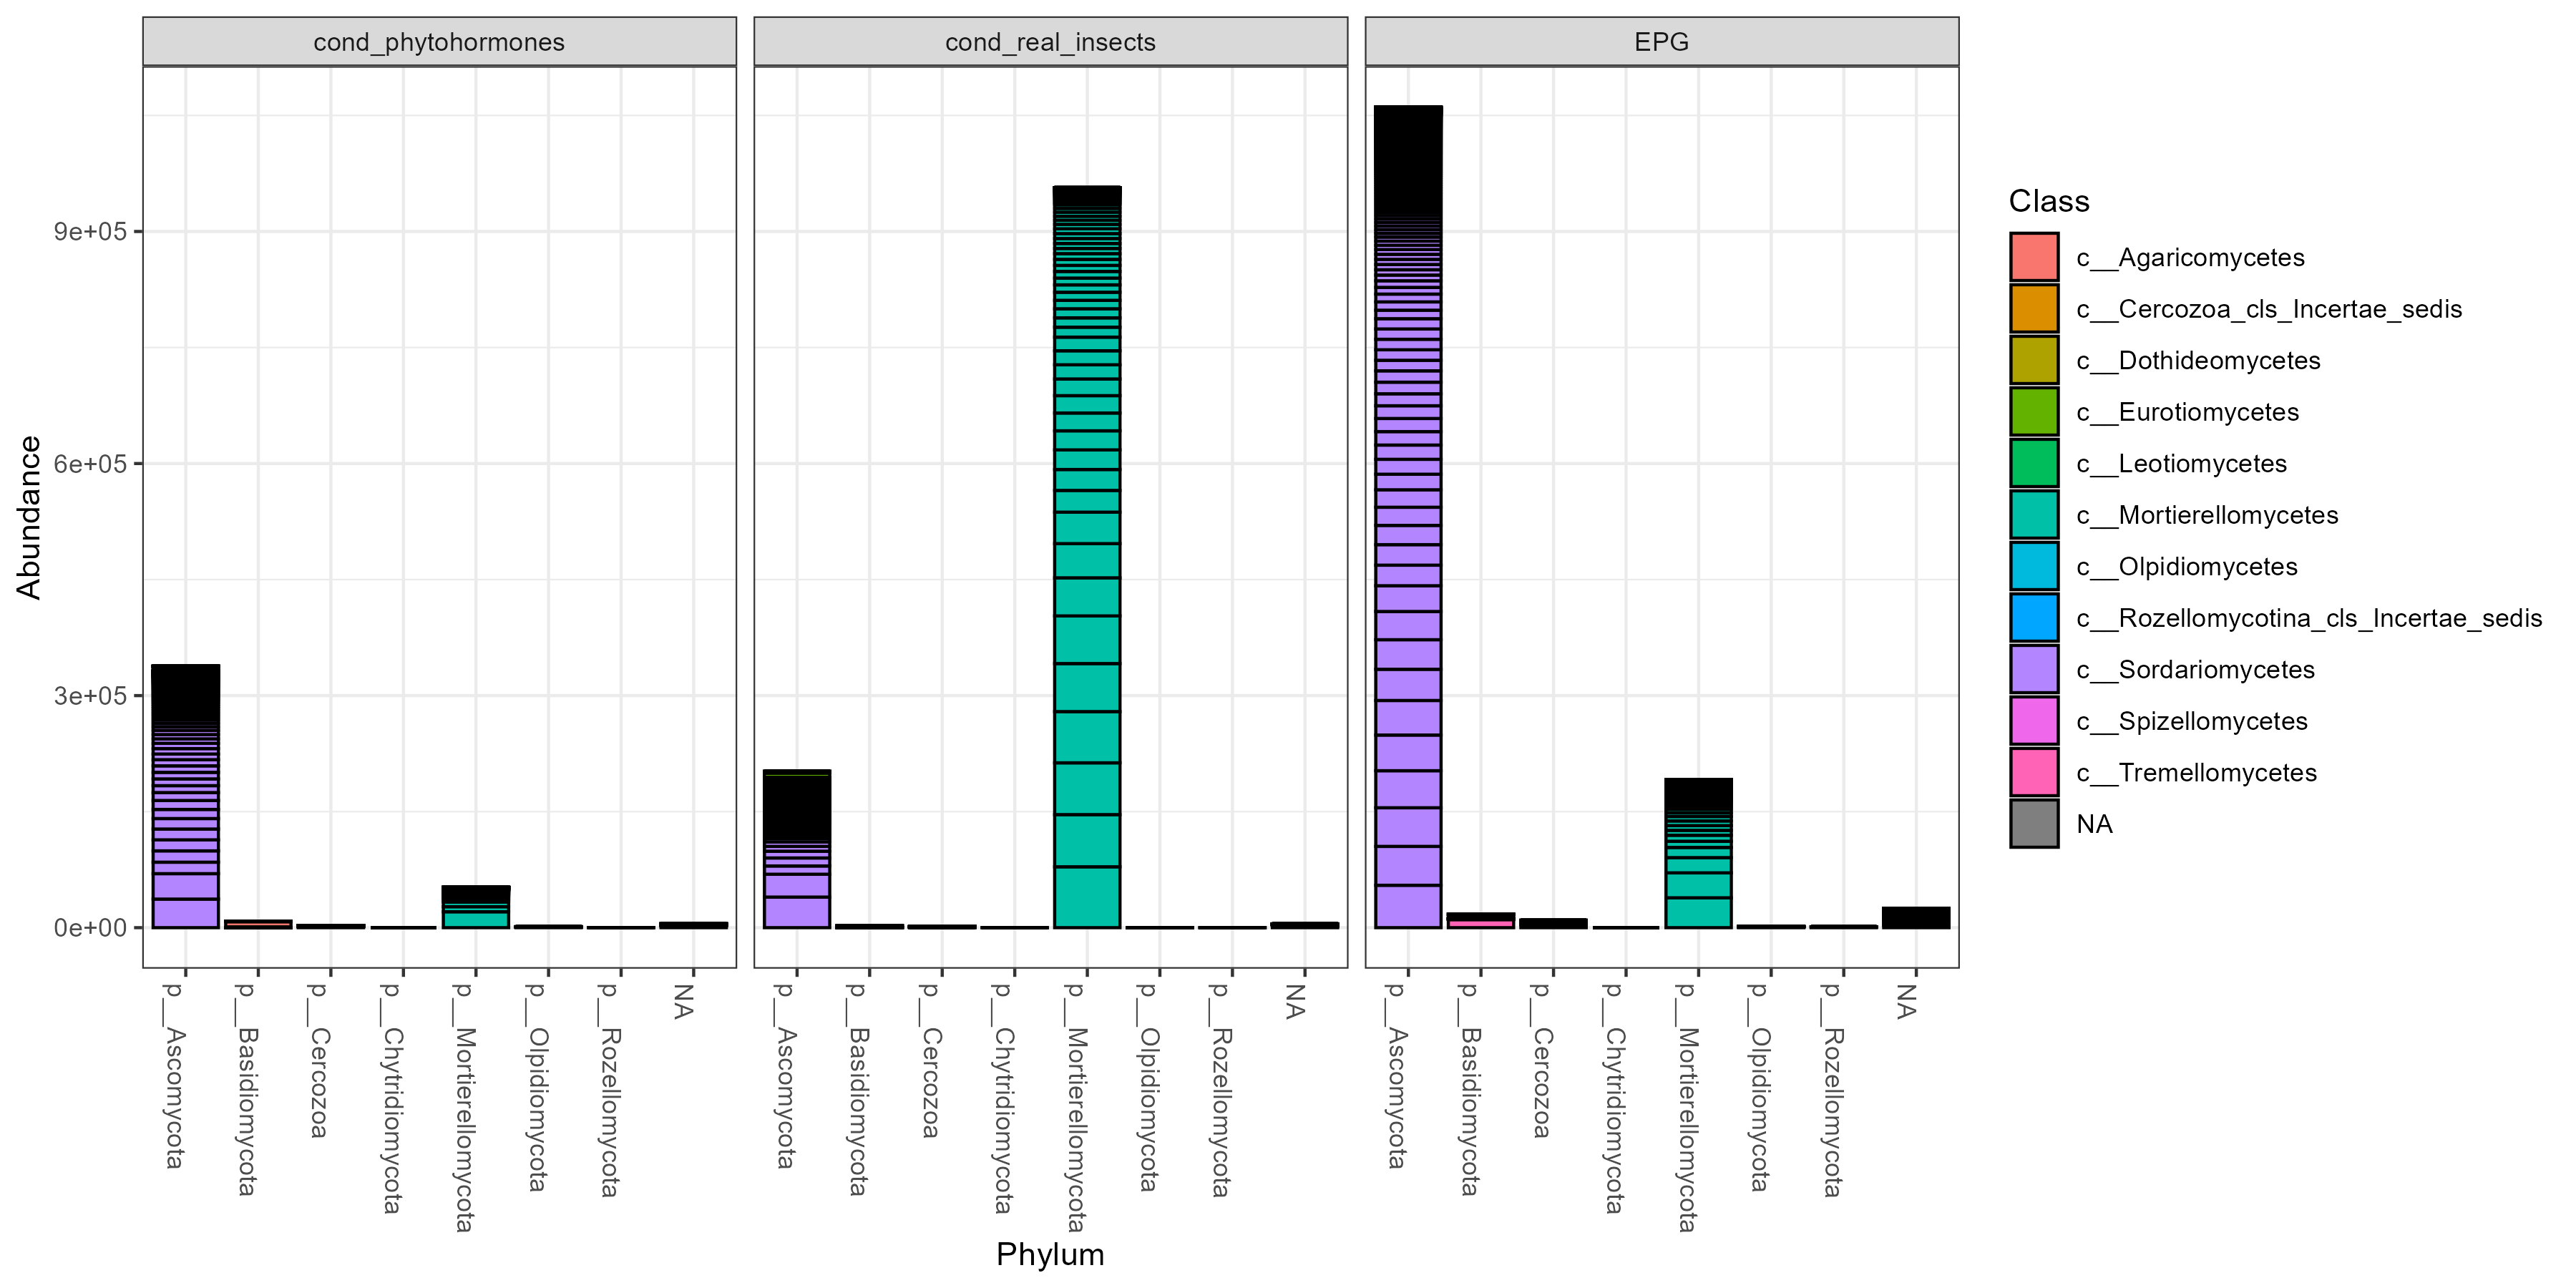 cond_phytohormones
cond_real_insects
EPG
Abundance
9e+05
6e+05
3e+05
0e+00
p__Ascomycota
p__Basidiomycota
p__Cercozoa
p__Chytridiomycota
p__Mortierellomycota
p__Olpidiomycota
p__Rozellomycota
NA
p__Ascomycota
p__Basidiomycota
p__Cercozoa
p__Chytridiomycota
p__Mortierellomycota
p__Olpidiomycota
p__Rozellomycota
NA
p__Ascomycota
p__Basidiomycota
p__Cercozoa
p__Chytridiomycota
p__Mortierellomycota
p__Olpidiomycota
p__Rozellomycota
NA
Phylum
Class
c__Agaricomycetes
c__Cercozoa_cls_Incertae_sedis
c__Dothideomycetes
c__Eurotiomycetes
c__Leotiomycetes
c__Mortierellomycetes
c__Olpidiomycetes
c__Rozellomycotina_cls_Incertae_sedis
c__Sordariomycetes
c__Spizellomycetes
c__Tremellomycetes
NA